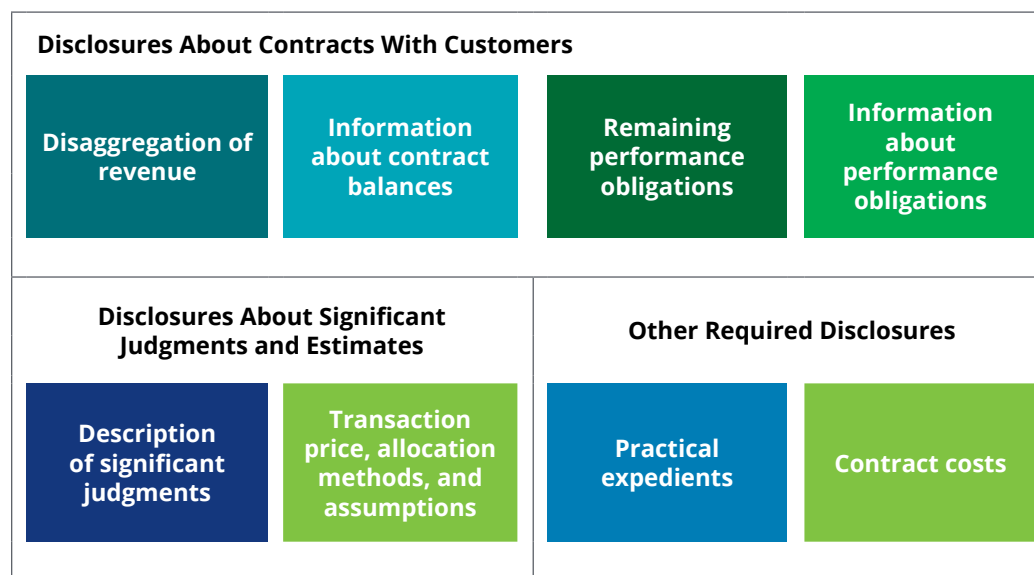 Disclosures About Contracts With Customers
Disaggregation of
revenue
Information
about contract
balances
Remaining
performance
obligations
Information
about
performance
obligations
Disclosures About Significant
Judgments and Estimates
Description
of significant
judgments
Transaction
price, allocation
methods, and
assumptions
Other Required Disclosures
Practical
expedients
Contract costs